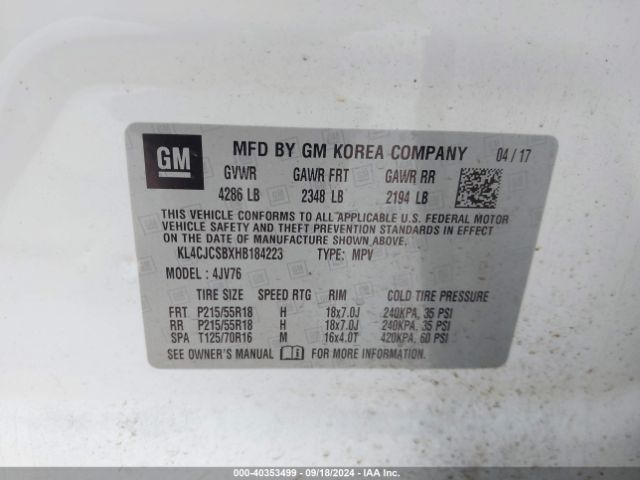 GM
MFD BY GM KOREA COMPANY 04 / 17
GVWR GAWR FRT GAWR RR
4286 LB 2348 LB 2194 LB
THIS VEHICLE CONFORMS TO ALL APPLICABLE U.S. FEDERAL MOTOR
VEHICLE SAFETY AND THEFT PREVENTION STANDARDS IN EFFECT ON
THE DATE OF MANUFACTURE SHOWN ABOVE.
KL4CJCSBXHB184223 TYPE: MPV
MODEL : 4JV76
TIRE SIZE SPEED RTG RIM COLD TIRE PRESSURE
FRT P215/55R18 H 18x7.0J 240KPA, 35 PSI
RR P215/55R18 H 18x7.0J 240KPA, 35 PSI
SPA T125/70R16 M 16x4.0T 420KPA, 60 PSI
SEE OWNER'S MANUAL FOR MORE INFORMATION
000-40353499 - 09/18/2024 - IAA Inc.